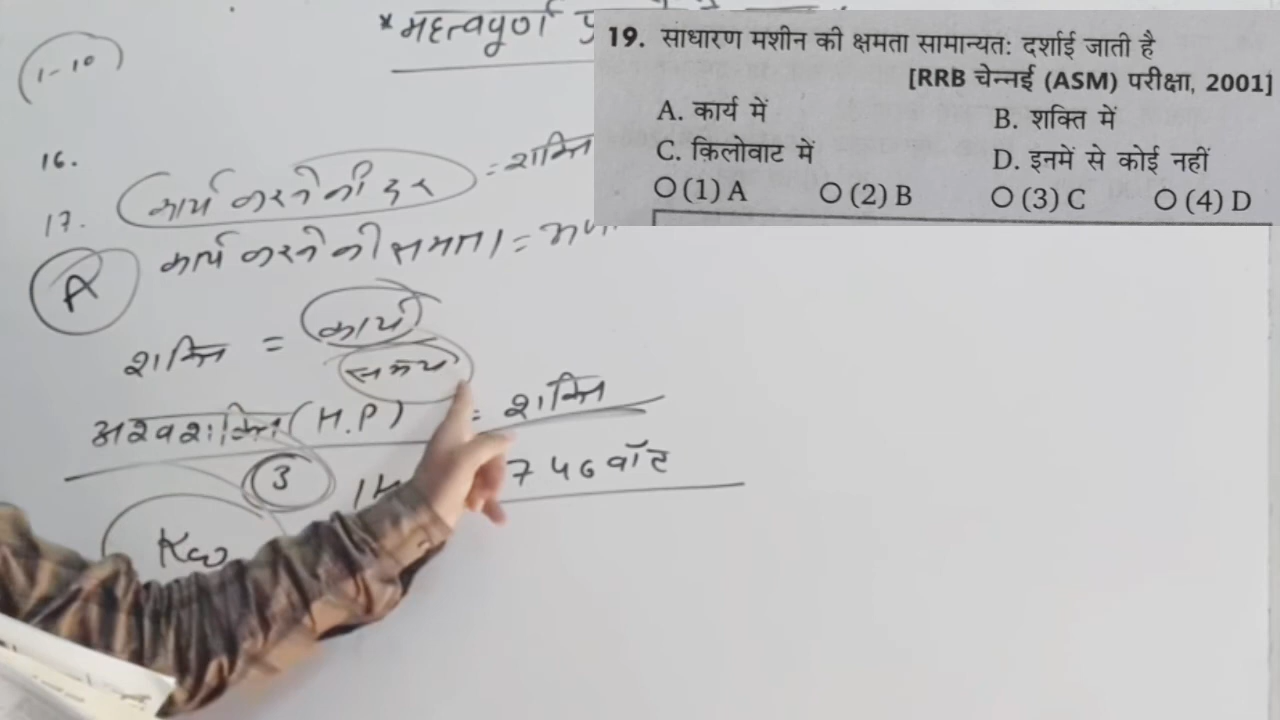 * महत्वपूर्ण
(1-10)
19. साधारण मशीन की क्षमता सामान्यत: दर्शाई जाती है
[RRB चेन्नई (ASM) परीक्षा, 2001]
A. कार्य में
B. शक्ति में
C. क़िलोवाट में
D. इनमें से कोई नहीं
(1) A (2) B (3) C (4) D
16. कार्य करने की दर = शक्ति
17. कार्य करने की क्षमता =
A
शक्ति = कार्य
समय
अश्वशक्ति (H.P) = शक्ति
3 1H 746 वॉट
Kw